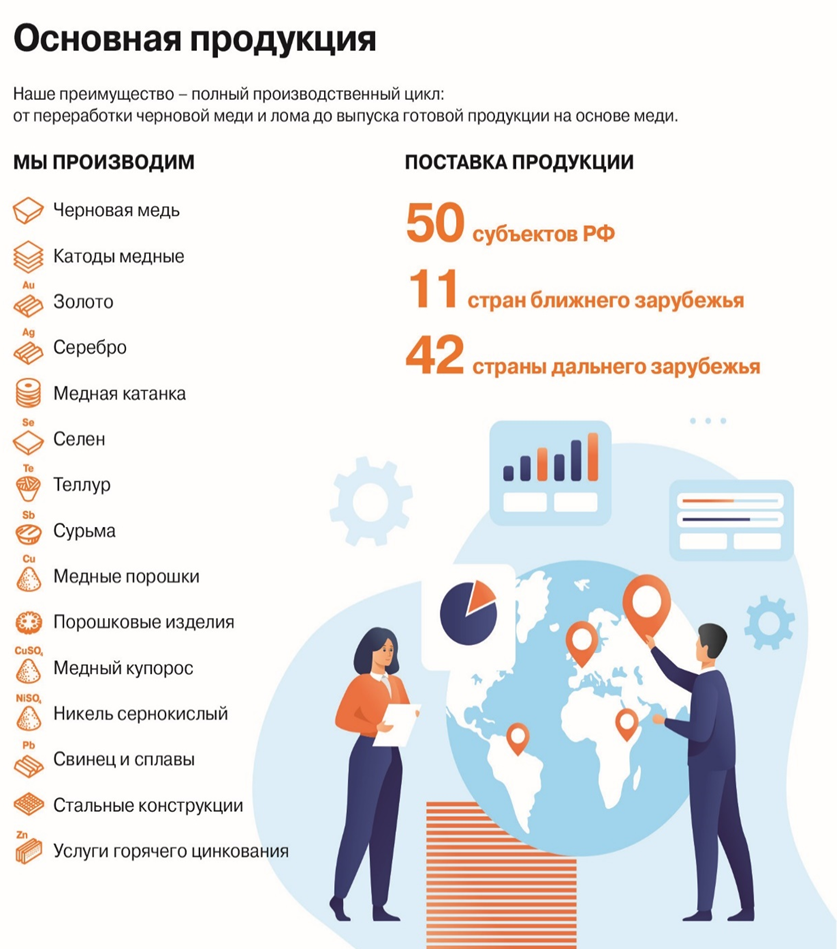 Основная продукция
Наше преимущество – полный производственный цикл:
от переработки черновой меди и лома до выпуска готовой продукции на основе меди.
МЫ ПРОИЗВОДИМ
Черновая медь
Катоды медные
Au
Золото
Ag
Серебро
Медная катанка
Se
Селен
Te
Теллур
Sb
Сурьма
Cu
Медные порошки
Порошковые изделия
CuSO₄
Медный купорос
NiSO₄
Никель сернокислый
Pb
Свинец и сплавы
Стальные конструкции
Zn
Услуги горячего цинкования
ПОСТАВКА ПРОДУКЦИИ
50 субъектов РФ
11 стран ближнего зарубежья
42 страны дальнего зарубежья